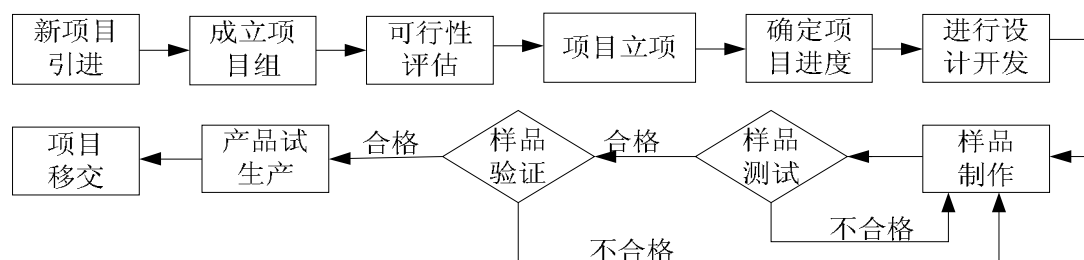 新项目
引进
成立项
目组
可行性
评估
项目立项
确定项
目进度
进行设
计开发
项目
移交
产品试
生产
合格
样品
验证
合格
样品
测试
样品
制作
不合格
不合格